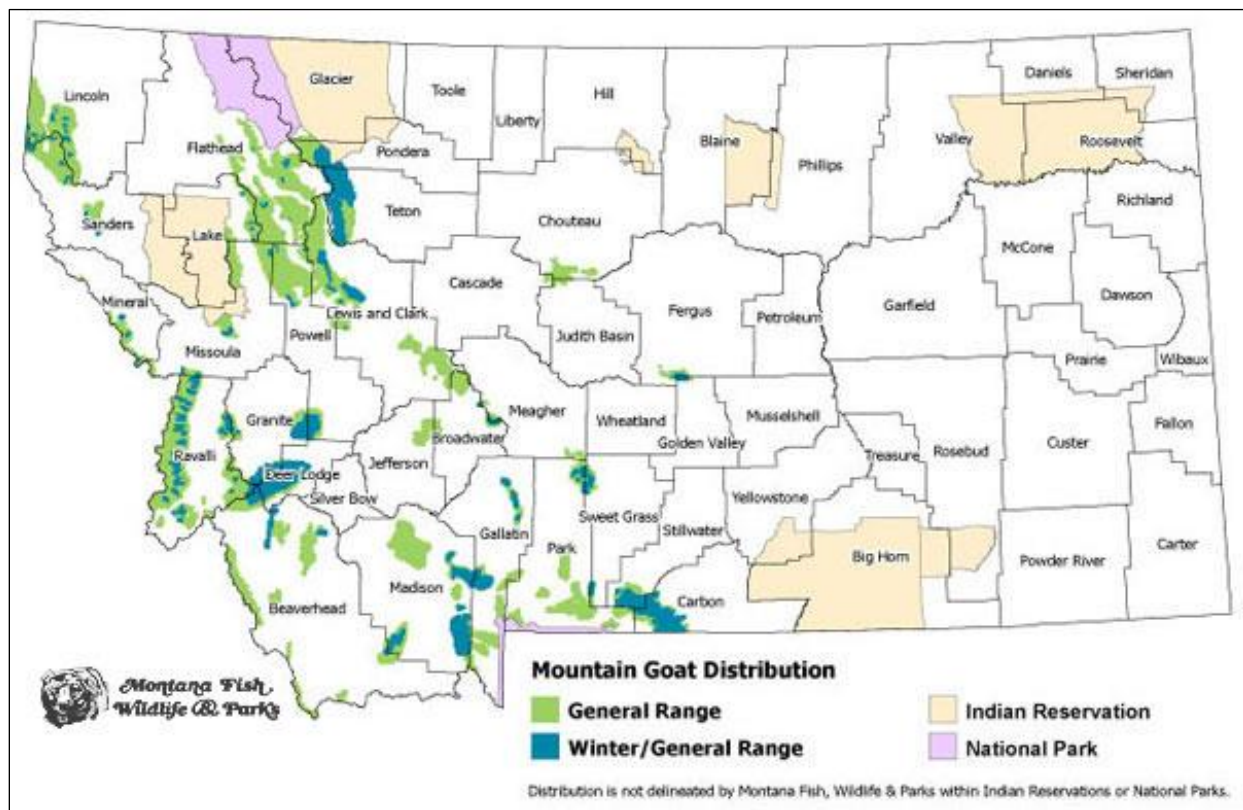 Glacier
Daniels
Sheridan
Toole
Hill
Lincoln
Liberty
Blaine
Valley
Roosevelt
Flathead
Pondera
Phillips
Richland
Teton
Chouteau
Sanders
Lake
McCone
Cascade
Mineral
Garfield
Dawson
Lewis and Clark
Fergus
Petroleum
Powell
Judith Basin
Missoula
Prairie
Wibaux
Meagher
Wheatland
Musselshell
Granite
Broadwater
Golden Valley
Custer
Fallon
Ravalli
Jefferson
Treasure
Rosebud
Deer Lodge
Silver Bow
Yellowstone
Sweet Grass
Gallatin
Stillwater
Park
Big Horn
Powder River
Carter
Madison
Carbon
Beaverhead
Montana Fish,
Wildlife & Parks
Mountain Goat Distribution
General Range
Indian Reservation
Winter/General Range
National Park
Distribution is not delineated by Montana Fish, Wildlife & Parks within Indian Reservations or National Parks.